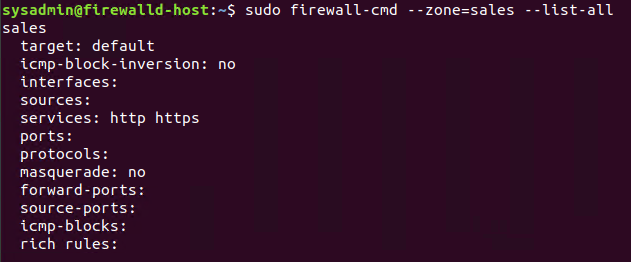 sysadmin@firewalld-host:~$ sudo firewall-cmd --zone=sales --list-all
sales
  target: default
  icmp-block-inversion: no
  interfaces:
  sources:
  services: http https
  ports:
  protocols:
  masquerade: no
  forward-ports:
  source-ports:
  icmp-blocks:
  rich rules: